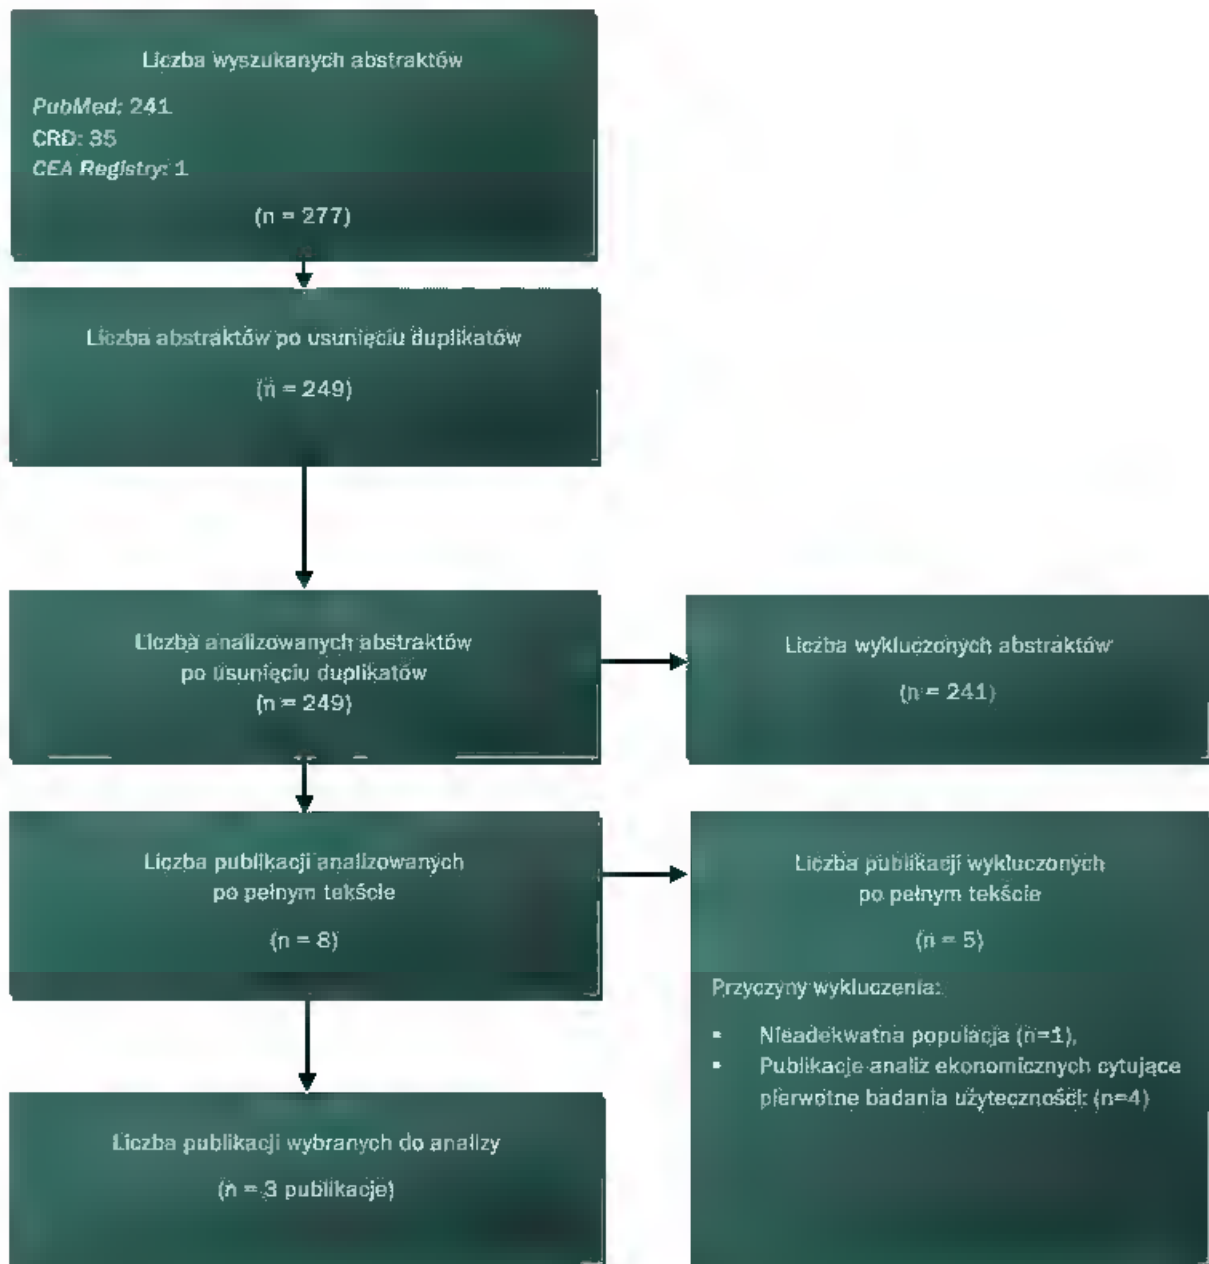 Liczba wyszukanych abstraktów
PubMed: 241
CRD: 35
CEA Registry: 1
(n = 277)
Liczba abstraktów po usunięciu duplikatów
(n = 249)
Liczba analizowanych abstraktów
po usunięciu duplikatów
(n = 249)
Liczba wykluczonych abstraktów
(n = 241)
Liczba publikacji analizowanych
po pełnym tekście
(n = 8)
Liczba publikacji wykluczonych
po pełnym tekście
(n = 5)
Przyczyny wykluczenia:
▪ Nieadekwatna populacja (n=1),
▪ Publikacje analiz ekonomicznych cytujące
pierwotne badania użyteczności: (n=4)
Liczba publikacji wybranych do analizy
(n = 3 publikacje)